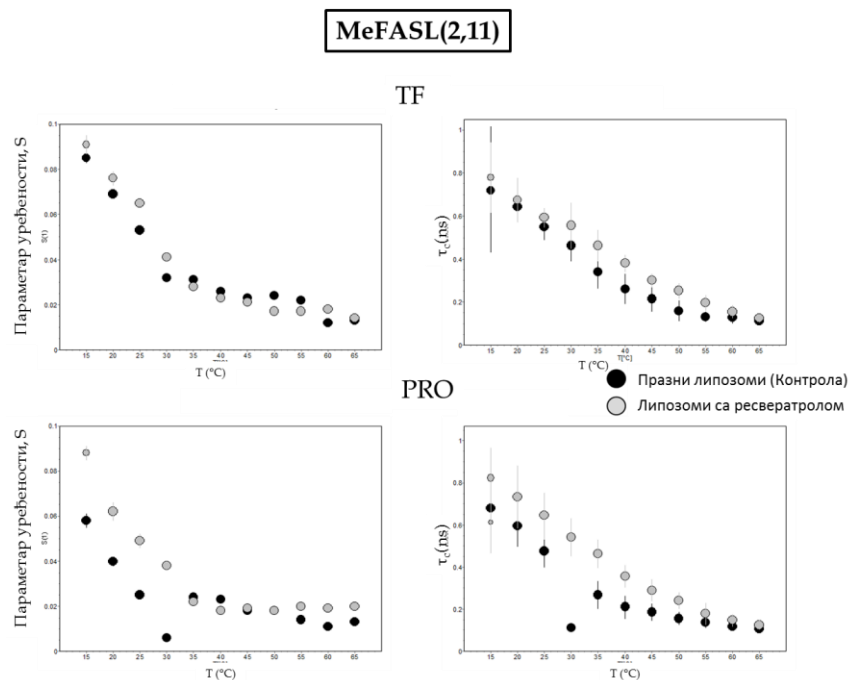 MeFASL(2,11)
TF
Параметар уређености, S
S(1)
0.1
0.08
0.06
0.04
0.02
0
15 20 25 30 35 40 45 50 55 60 65
T (°C)
τc(ns)
1
0.8
0.6
0.4
0.2
0
15 20 25 30 35 40 45 50 55 60 65
T[°C]
T (°C)
Празни липозоми (Контрола)
Липозоми са ресвератролом
PRO
Параметар уређености, S
S(1)
0.1
0.08
0.06
0.04
0.02
0
15 20 25 30 35 40 45 50 55 60 65
T (°C)
τc(ns)
1
0.8
0.6
0.4
0.2
0
15 20 25 30 35 40 45 50 55 60 65
T (°C)